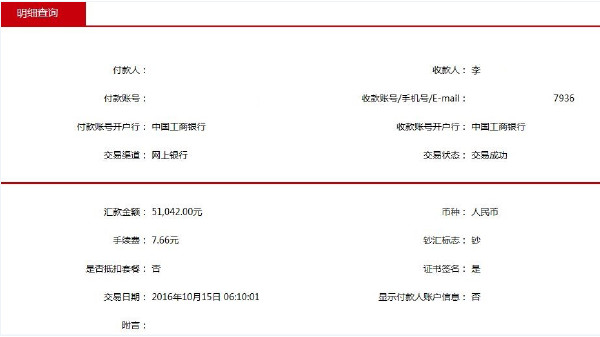 明细查询
付款人： 收款人： 李
付款账号： 收款账号/手机号/E-mail： 7936
付款账号开户行： 中国工商银行 收款账号开户行： 中国工商银行
交易渠道： 网上银行 交易状态： 交易成功
汇款金额： 51,042.00元 币种： 人民币
手续费： 7.66元 钞汇标志： 钞
是否抵扣套餐： 否 证书签名： 是
交易日期： 2016年10月15日 06:10:01 显示付款人账户信息： 否
附言：